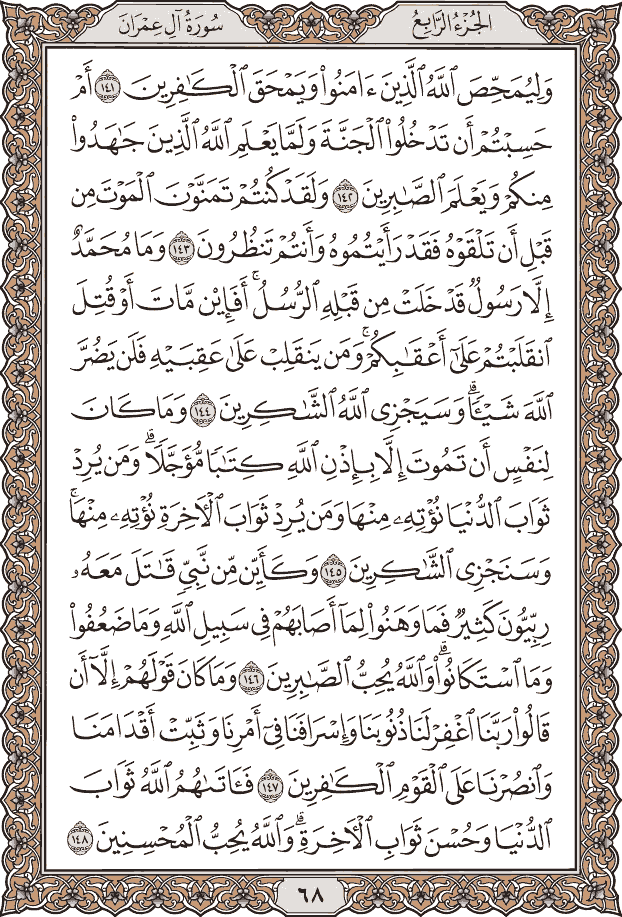 الجُزْءُ الرَّابِعُ
سُورَةُ آلِ عِمْرَانَ
وَلِيُمَحِّصَ ٱللَّهُ ٱلَّذِينَ ءَامَنُوا۟ وَيَمْحَقَ ٱلْكَٰفِرِينَ ١٤١ أَمْ
حَسِبْتُمْ أَن تَدْخُلُوا۟ ٱلْجَنَّةَ وَلَمَّا يَعْلَمِ ٱللَّهُ ٱلَّذِينَ جَٰهَدُوا۟
مِنكُمْ وَيَعْلَمَ ٱلصَّٰبِرِينَ ١٤٢ وَلَقَدْ كُنتُمْ تَمَنَّوْنَ ٱلْمَوْتَ مِن
قَبْلِ أَن تَلْقَوْهُ فَقَدْ رَأَيْتُمُوهُ وَأَنتُمْ تَنظُرُونَ ١٤٣ وَمَا مُحَمَّدٌ
إِلَّا رَسُولٌ قَدْ خَلَتْ مِن قَبْلِهِ ٱلرُّسُلُ ۚ أَفَإِي۟ن مَّاتَ أَوْ قُتِلَ
ٱنقَلَبْتُمْ عَلَىٰٓ أَعْقَٰبِكُمْ ۚ وَمَن يَنقَلِبْ عَلَىٰ عَقِبَيْهِ فَلَن يَضُرَّ
ٱللَّهَ شَيْـًٔا ۗ وَسَيَجْزِى ٱللَّهُ ٱلشَّٰكِرِينَ ١٤٤ وَمَا كَانَ
لِنَفْسٍ أَن تَمُوتَ إِلَّا بِإِذْنِ ٱللَّهِ كِتَٰبًا مُّؤَجَّلًا ۗ وَمَن يُرِدْ
ثَوَابَ ٱلدُّنْيَا نُؤْتِهِۦ مِنْهَا وَمَن يُرِدْ ثَوَابَ ٱلْءَاخِرَةِ نُؤْتِهِۦ مِنْهَا ۚ
وَسَنَجْزِى ٱلشَّٰكِرِينَ ١٤٥ وَكَأَيِّن مِّن نَّبِىٍّ قَٰتَلَ مَعَهُۥ
رِبِّيُّونَ كَثِيرٌ فَمَا وَهَنُوا۟ لِمَآ أَصَابَهُمْ فِى سَبِيلِ ٱللَّهِ وَمَا ضَعُفُوا۟
وَمَا ٱسْتَكَانُوا۟ ۗ وَٱللَّهُ يُحِبُّ ٱلصَّٰبِرِينَ ١٤٦ وَمَا كَانَ قَوْلَهُمْ إِلَّآ أَن
قَالُوا۟ رَبَّنَا ٱغْفِرْ لَنَا ذُنُوبَنَا وَإِسْرَافَنَا فِىٓ أَمْرِنَا وَثَبِّتْ أَقْدَامَنَا
وَٱنصُرْنَا عَلَى ٱلْقَوْمِ ٱلْكَٰفِرِينَ ١٤٧ فَـَٔاتَىٰهُمُ ٱللَّهُ ثَوَابَ
ٱلدُّنْيَا وَحُسْنَ ثَوَابِ ٱلْءَاخِرَةِ ۗ وَٱللَّهُ يُحِبُّ ٱلْمُحْسِنِينَ ١٤٨
٦٨